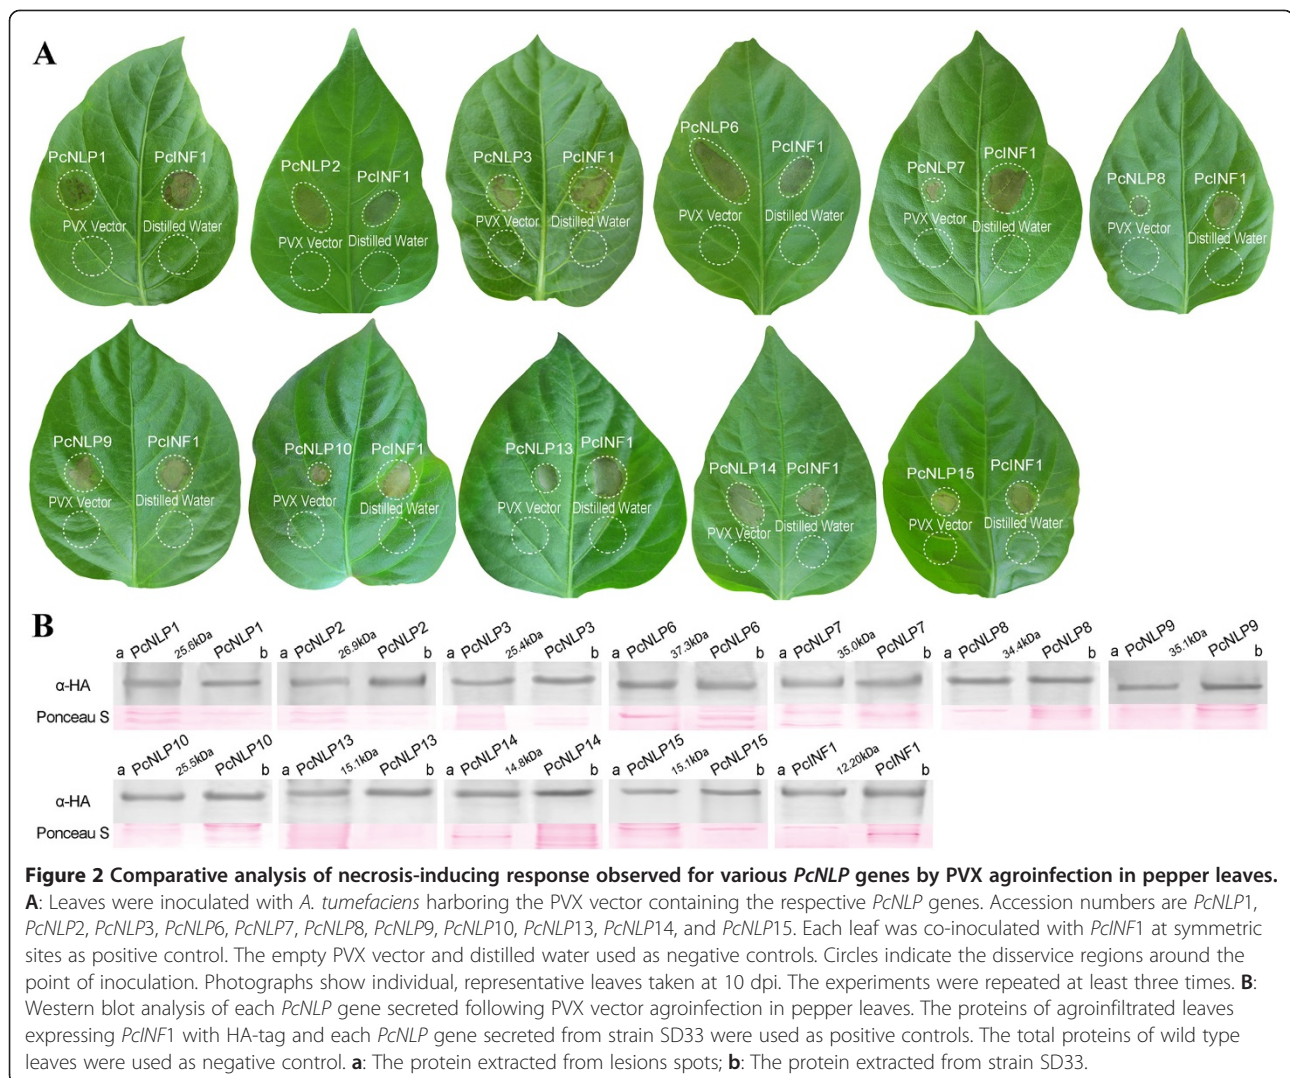 A
PcNLP1 PcINF1
PVX Vector Distilled Water
PcNLP2 PcINF1
PVX Vector Distilled Water
PcNLP3 PcINF1
PVX Vector Distilled Water
PcNLP6 PcINF1
PVX Vector Distilled Water
PcNLP7 PcINF1
PVX Vector Distilled Water
PcNLP8 PcINF1
PVX Vector Distilled Water
PcNLP9 PcINF1
PVX Vector Distilled Water
PcNLP10 PcINF1
PVX Vector Distilled Water
PcNLP13 PcINF1
PVX Vector Distilled Water
PcNLP14 PcINF1
PVX Vector Distilled Water
PcNLP15 PcINF1
PVX Vector Distilled Water
B
a PcNLP1 25.6kDa PcNLP1 b a PcNLP2 26.9kDa PcNLP2 b a PcNLP3 25.4kDa PcNLP3 b a PcNLP6 37.3kDa PcNLP6 b a PcNLP7 35.0kDa PcNLP7 b a PcNLP8 34.4kDa PcNLP8 b a PcNLP9 35.1kDa PcNLP9 b
α-HA
Ponceau S
a PcNLP10 25.5kDa PcNLP10 b a PcNLP13 15.1kDa PcNLP13 b a PcNLP14 14.8kDa PcNLP14 b a PcNLP15 15.1kDa PcNLP15 b a PcINF1 12.20kDa PcINF1 b
α-HA
Ponceau S
Figure 2 Comparative analysis of necrosis-inducing response observed for various PcNLP genes by PVX agroinfection in pepper leaves.
A: Leaves were inoculated with A. tumefaciens harboring the PVX vector containing the respective PcNLP genes. Accession numbers are PcNLP1,
PcNLP2, PcNLP3, PcNLP6, PcNLP7, PcNLP8, PcNLP9, PcNLP10, PcNLP13, PcNLP14, and PcNLP15. Each leaf was co-inoculated with PcINF1 at symmetric
sites as positive control. The empty PVX vector and distilled water used as negative controls. Circles indicate the disservice regions around the
point of inoculation. Photographs show individual, representative leaves taken at 10 dpi. The experiments were repeated at least three times. B:
Western blot analysis of each PcNLP gene secreted following PVX vector agroinfection in pepper leaves. The proteins of agroinfiltrated leaves
expressing PcINF1 with HA-tag and each PcNLP gene secreted from strain SD33 were used as positive controls. The total proteins of wild type
leaves were used as negative control. a: The protein extracted from lesions spots; b: The protein extracted from strain SD33.